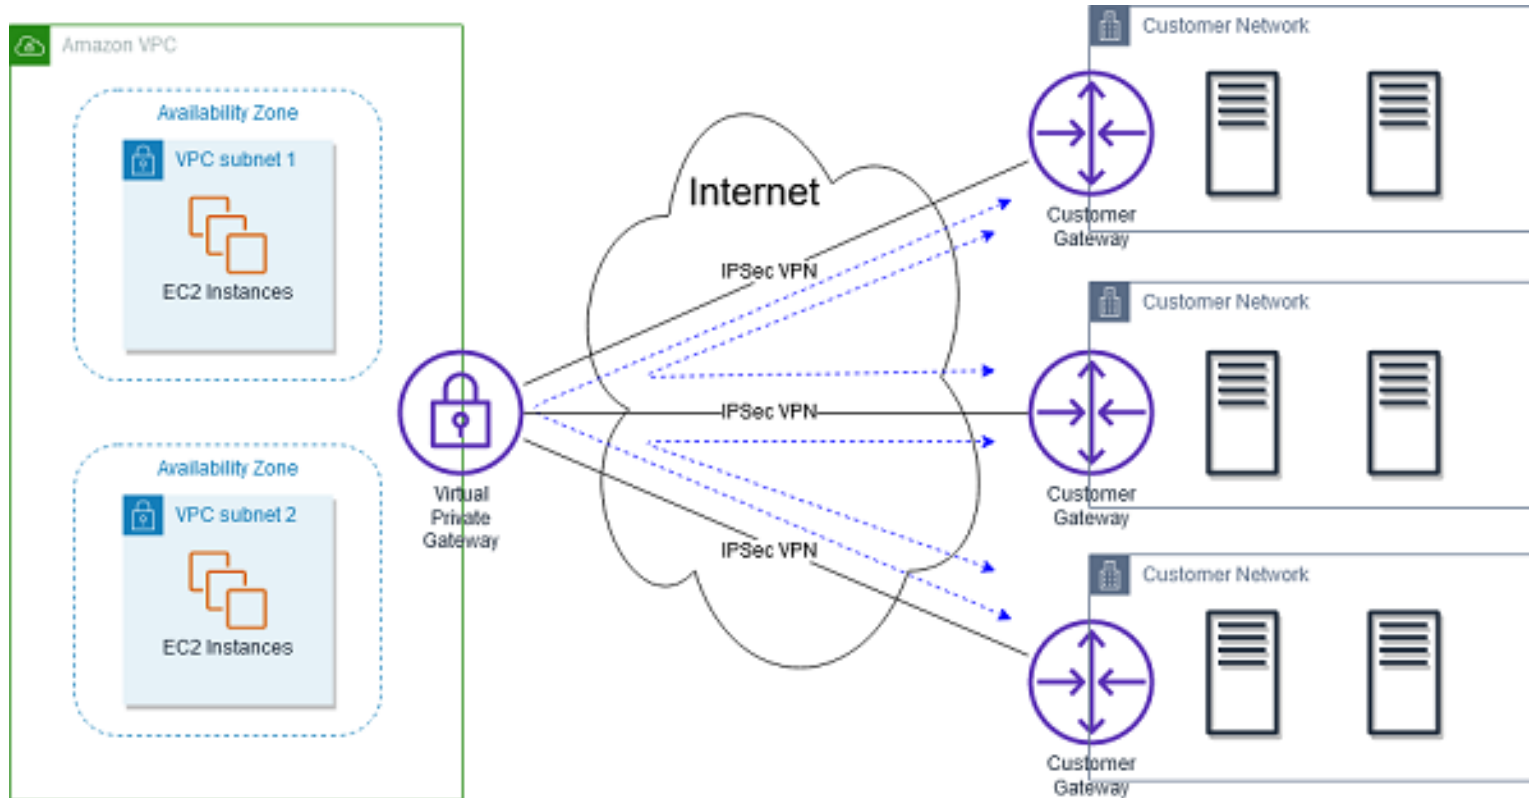 Amazon VPC
Availability Zone
VPC subnet 1
EC2 Instances
Availability Zone
VPC subnet 2
EC2 Instances
Virtual
Private
Gateway
Internet
IPSec VPN
IPSec VPN
IPSec VPN
Customer Network
Customer
Gateway
Customer Network
Customer
Gateway
Customer Network
Customer
Gateway